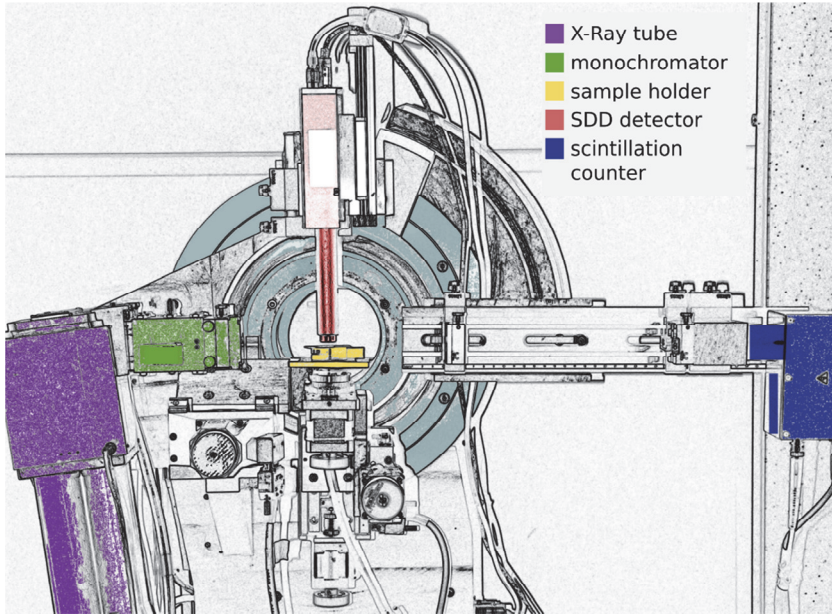 X-Ray tube
monochromator
sample holder
SDD detector
scintillation
counter